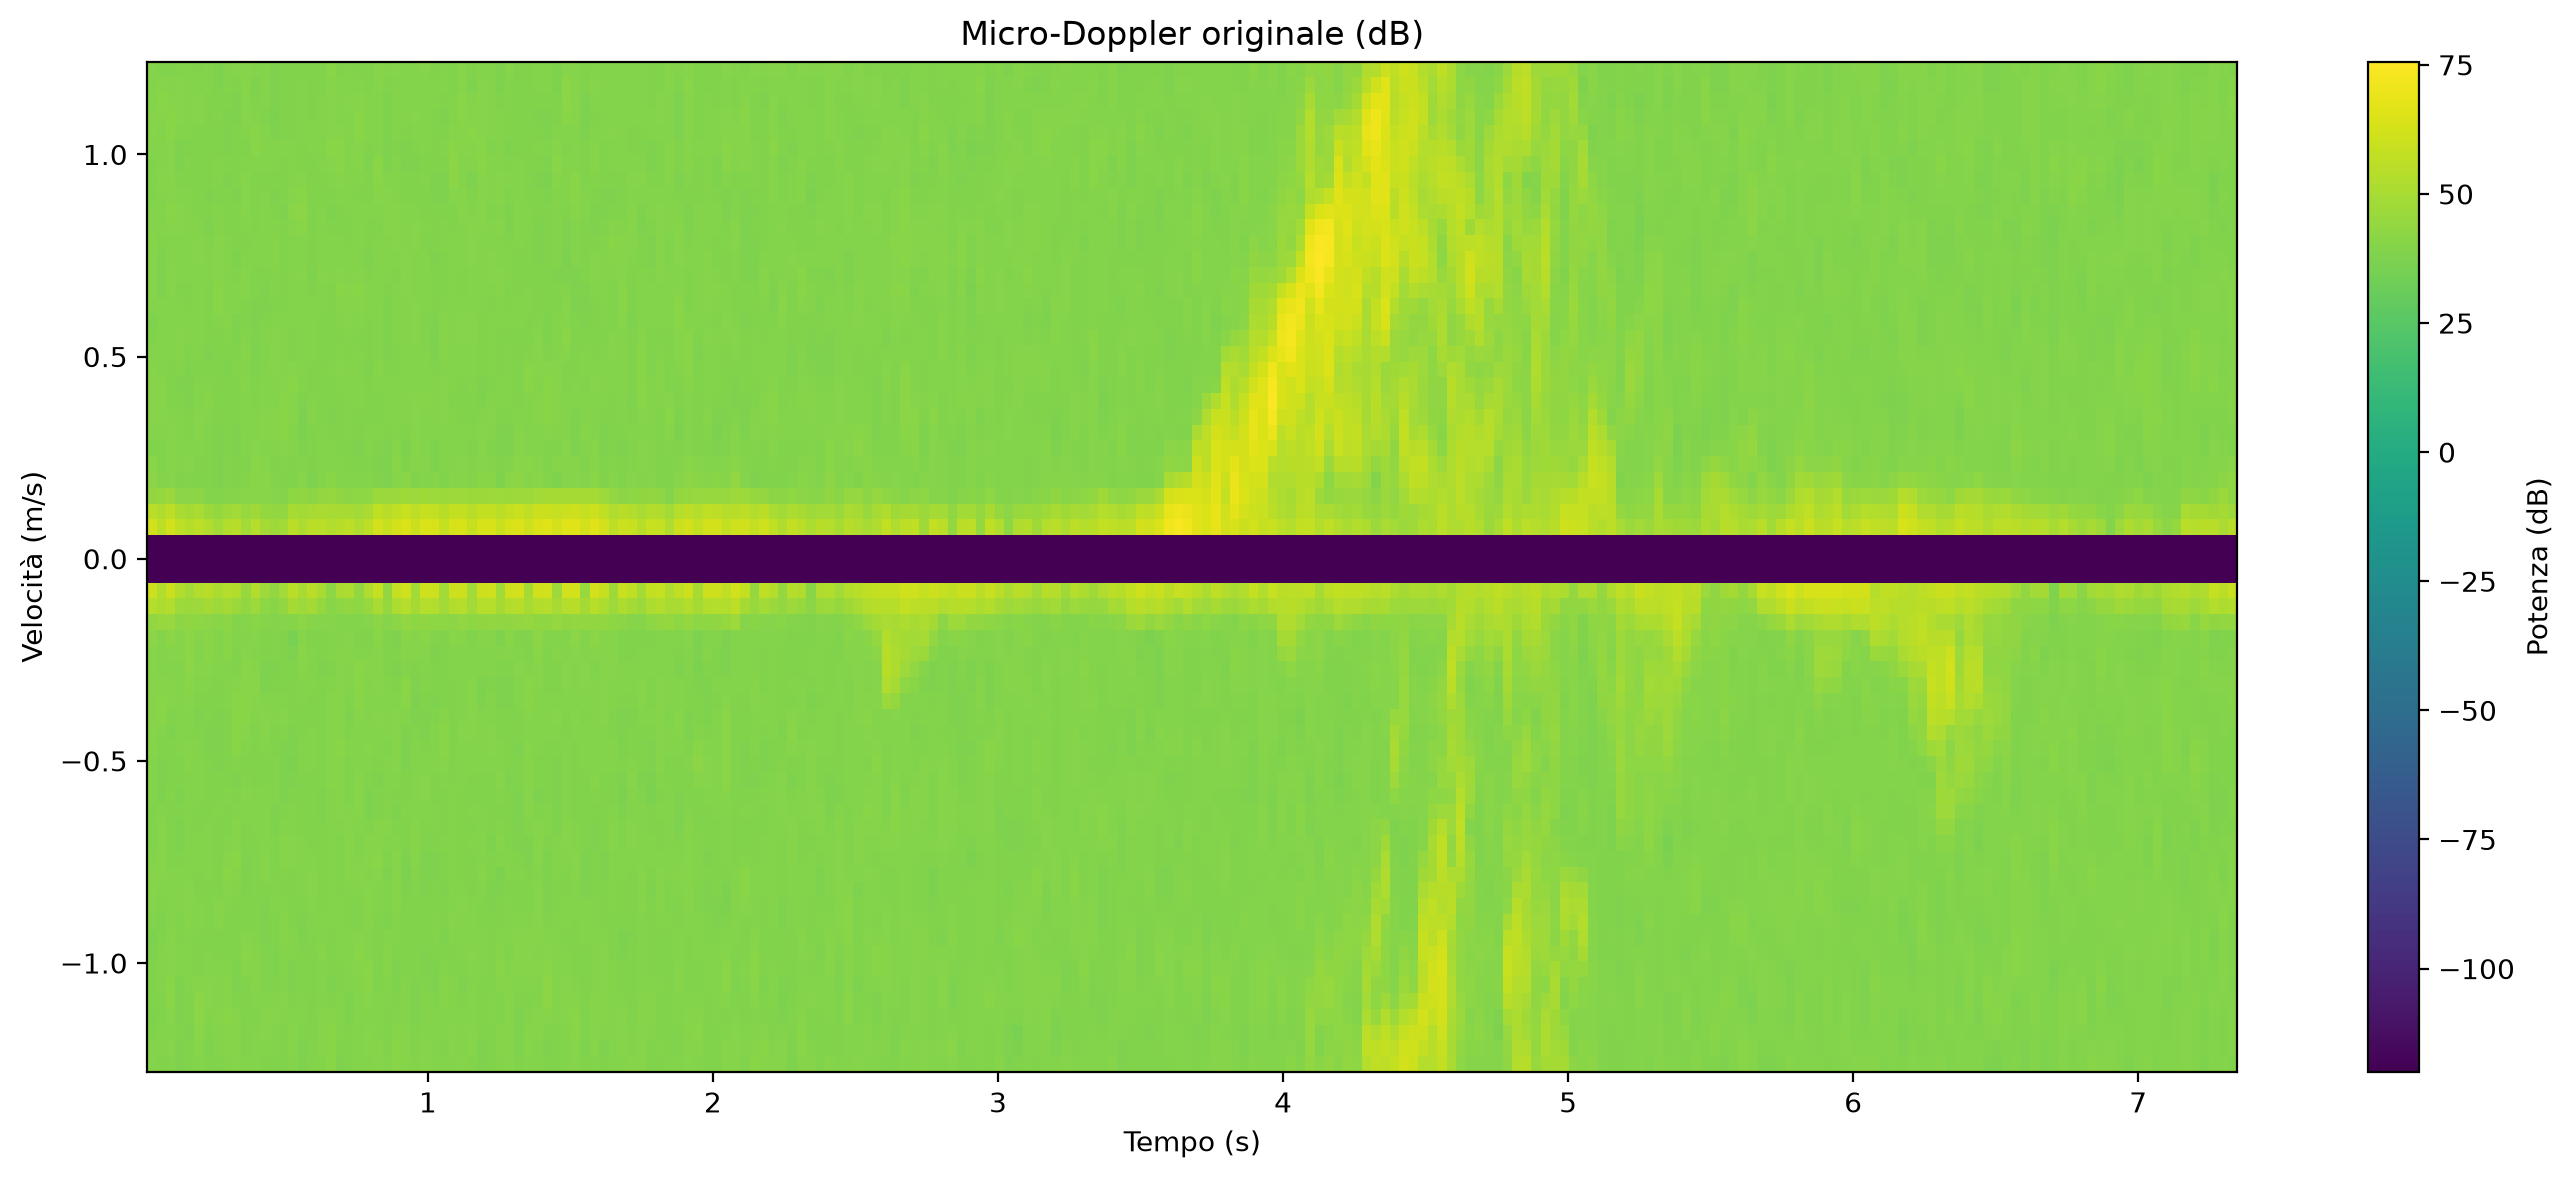 Micro-Doppler originale (dB)
1.0
0.5
0.0
−0.5
−1.0
Velocità (m/s)
1 2 3 4 5 6 7
Tempo (s)
75
50
25
0
−25
−50
−75
−100
Potenza (dB)